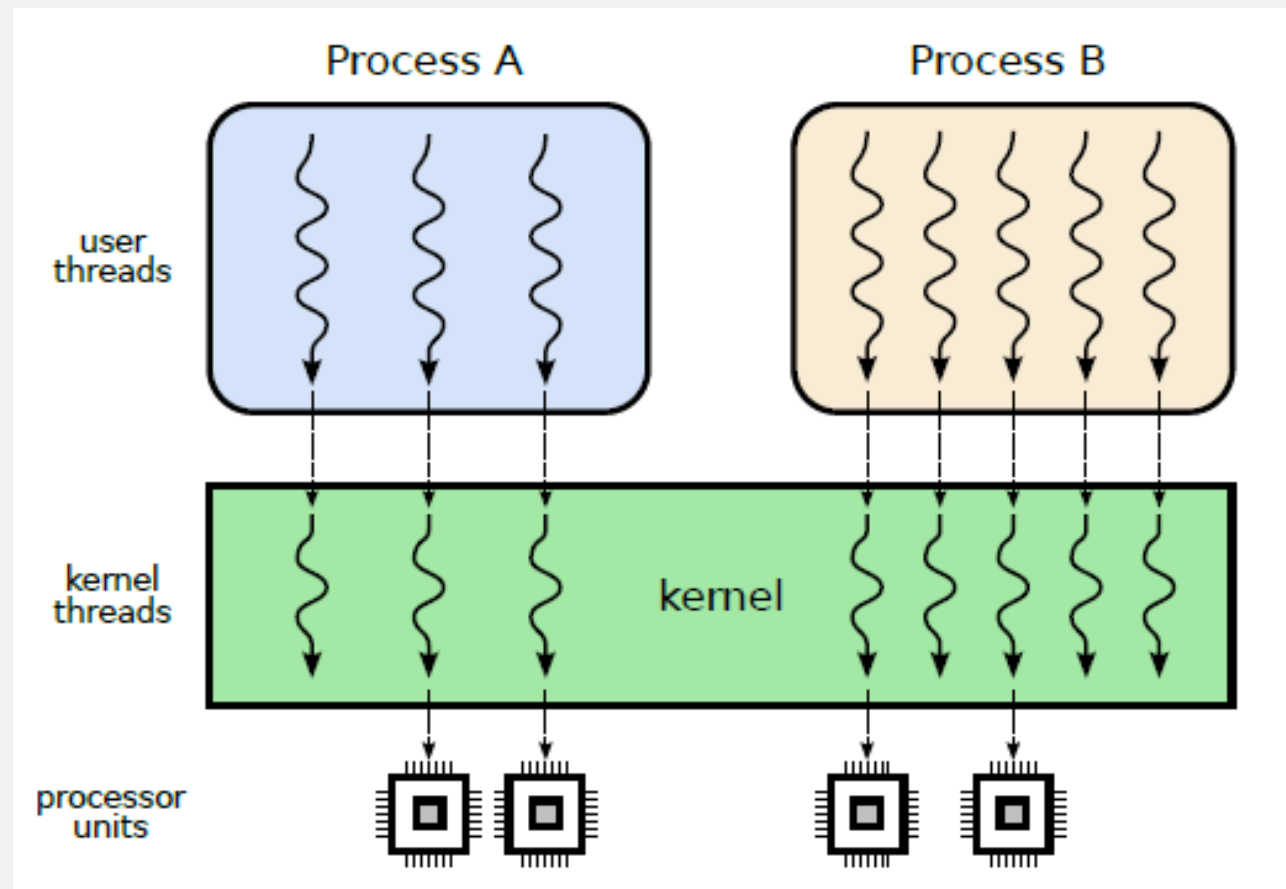 Process A
Process B
user
threads
kernel
threads
kernel
processor
units